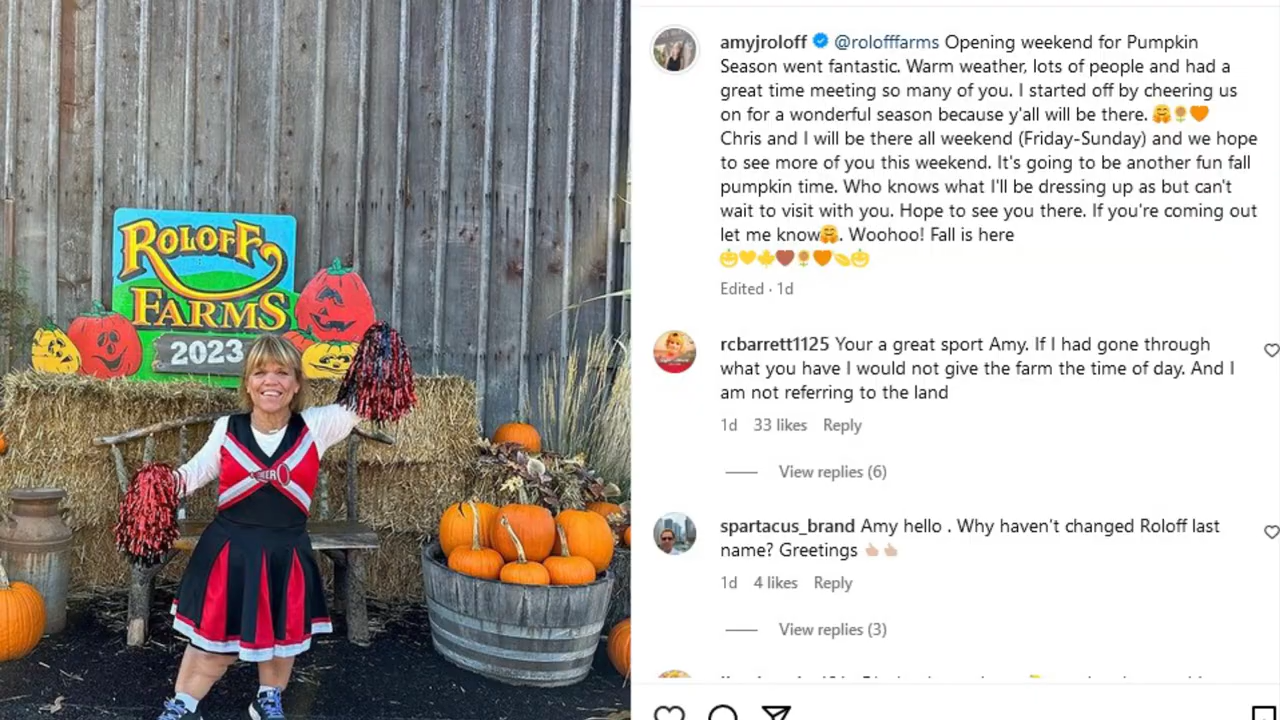 ROLOFF
FARMS
2023
CHEER
amyjroloff @rolofffarms Opening weekend for Pumpkin
Season went fantastic. Warm weather, lots of people and had a
great time meeting so many of you. I started off by cheering us
on for a wonderful season because y'all will be there. 🤗🌻🧡
Chris and I will be there all weekend (Friday-Sunday) and we hope
to see more of you this weekend. It's going to be another fun fall
pumpkin time. Who knows what I'll be dressing up as but can't
wait to visit with you. Hope to see you there. If you're coming out
let me know🤗. Woohoo! Fall is here
🎃💛🍁🤎🌻🧡🍂🎃
Edited · 1d
rcbarrett1125 Your a great sport Amy. If I had gone through
what you have I would not give the farm the time of day. And I
am not referring to the land
1d 33 likes Reply
View replies (6)
spartacus_brand Amy hello . Why haven't changed Roloff last
name? Greetings 👍🏻👍🏻
1d 4 likes Reply
View replies (3)